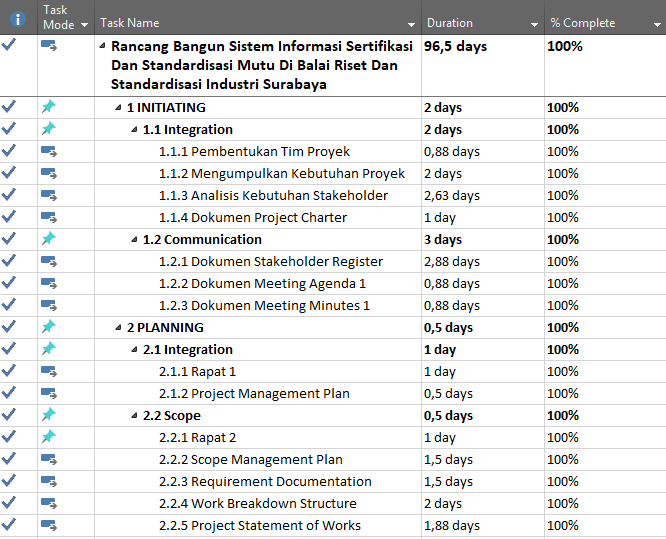 Task Mode Task Name Duration % Complete
Rancang Bangun Sistem Informasi Sertifikasi 96,5 days 100%
Dan Standardisasi Mutu Di Balai Riset Dan
Standardisasi Industri Surabaya
1 INITIATING 2 days 100%
1.1 Integration 2 days 100%
1.1.1 Pembentukan Tim Proyek 0,88 days 100%
1.1.2 Mengumpulkan Kebutuhan Proyek 2 days 100%
1.1.3 Analisis Kebutuhan Stakeholder 2,63 days 100%
1.1.4 Dokumen Project Charter 1 day 100%
1.2 Communication 3 days 100%
1.2.1 Dokumen Stakeholder Register 2,88 days 100%
1.2.2 Dokumen Meeting Agenda 1 0,88 days 100%
1.2.3 Dokumen Meeting Minutes 1 0,88 days 100%
2 PLANNING 0,5 days 100%
2.1 Integration 1 day 100%
2.1.1 Rapat 1 1 day 100%
2.1.2 Project Management Plan 0,5 days 100%
2.2 Scope 0,5 days 100%
2.2.1 Rapat 2 1 day 100%
2.2.2 Scope Management Plan 1,5 days 100%
2.2.3 Requirement Documentation 1,5 days 100%
2.2.4 Work Breakdown Structure 2 days 100%
2.2.5 Project Statement of Works 1,88 days 100%